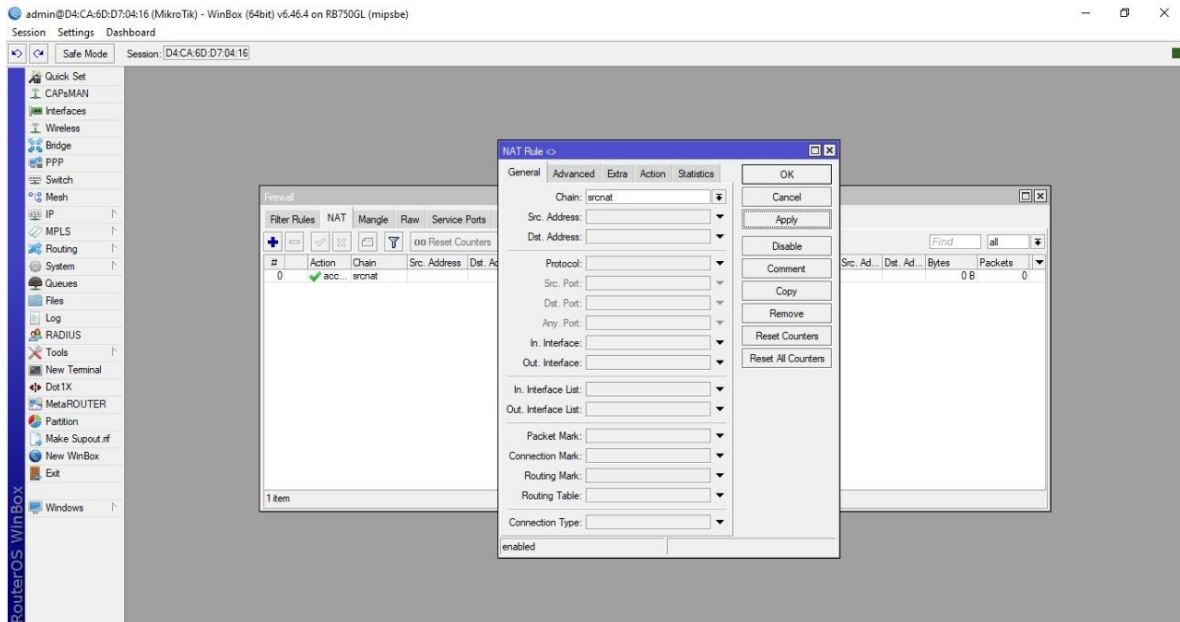 admin@D4:CA:6D:D7:04:16 (MikroTik) - WinBox (64bit) v6.46.4 on RB750GL (mipsbe)
Session Settings Dashboard
Safe Mode Session: D4:CA:6D:D7:04:16
Quick Set
CAPsMAN
Interfaces
Wireless
Bridge
PPP
Switch
Mesh
IP
MPLS
Routing
System
Queues
Files
Log
RADIUS
Tools
New Terminal
Dot1X
MetaROUTER
Partition
Make Supout.rif
New WinBox
Exit
Windows
RouterOS WinBox
Firewall
Filter Rules NAT Mangle Raw Service Ports
00 Reset Counters
Find all
# Action Chain Src. Address Dst. Ad Src. Ad... Dst. Ad... Bytes Packets
0 acc... srcnat 0 B 0
1 item
NAT Rule <>
General Advanced Extra Action Statistics
Chain: srcnat
Src. Address:
Dst. Address:
Protocol:
Src. Port:
Dst. Port:
Any. Port:
In. Interface:
Out. Interface:
In. Interface List:
Out. Interface List:
Packet Mark:
Connection Mark:
Routing Mark:
Routing Table:
Connection Type:
enabled
OK
Cancel
Apply
Disable
Comment
Copy
Remove
Reset Counters
Reset All Counters